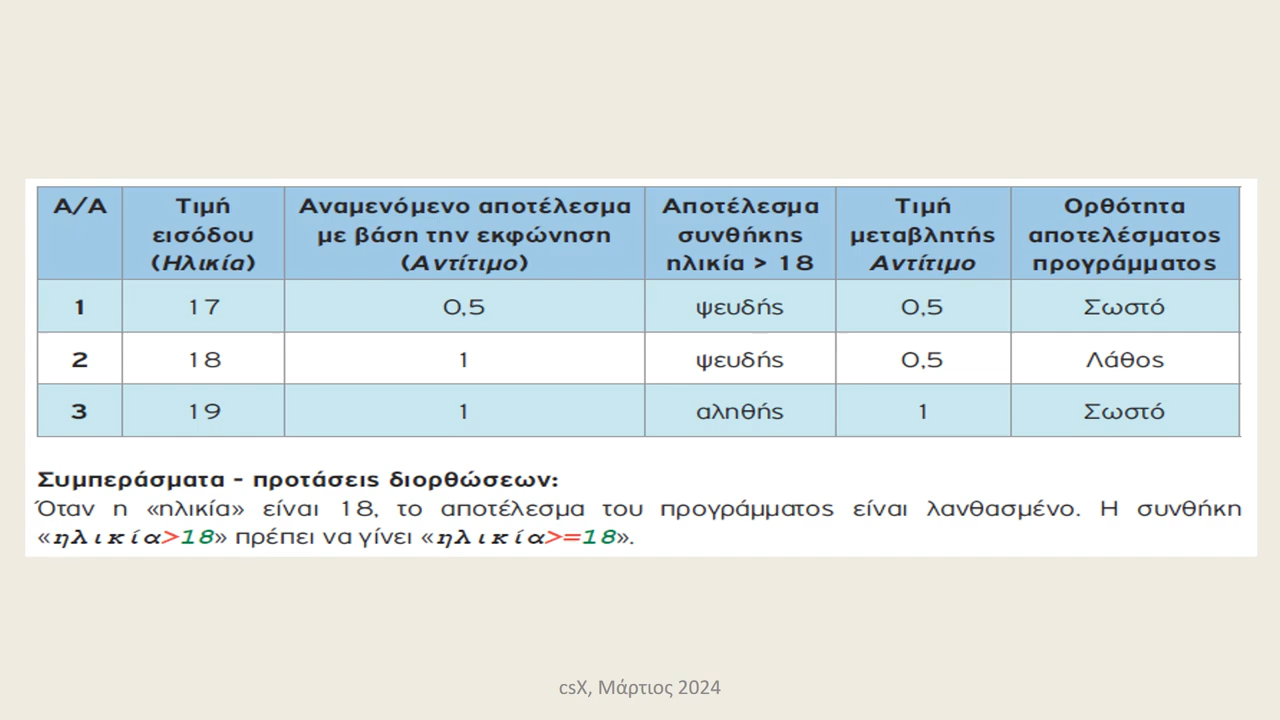 Α/Α Τιμή εισόδου (Ηλικία) Αναμενόμενο αποτέλεσμα με βάση την εκφώνηση (Αντίτιμο) Αποτέλεσμα συνθήκης ηλικία > 18 Τιμή μεταβλητής Αντίτιμο Ορθότητα αποτελέσματος προγράμματος
1 17 0,5 ψευδής 0,5 Σωστό
2 18 1 ψευδής 0,5 Λάθος
3 19 1 αληθής 1 Σωστό
Συμπεράσματα - προτάσεις διορθώσεων:
Όταν η «ηλικία» είναι 18, το αποτέλεσμα του προγράμματος είναι λανθασμένο. Η συνθήκη
«ηλικία>18» πρέπει να γίνει «ηλικία>=18».
csX, Μάρτιος 2024